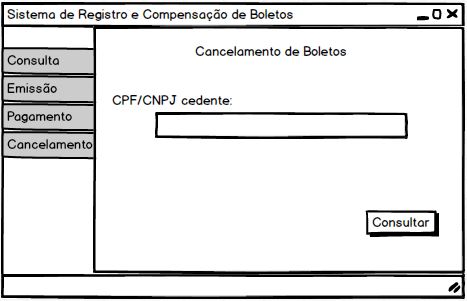 Sistema de Registro e Compensação de Boletos
Cancelamento de Boletos
Consulta
Emissão
Pagamento
Cancelamento
CPF/CNPJ cedente:
Consultar